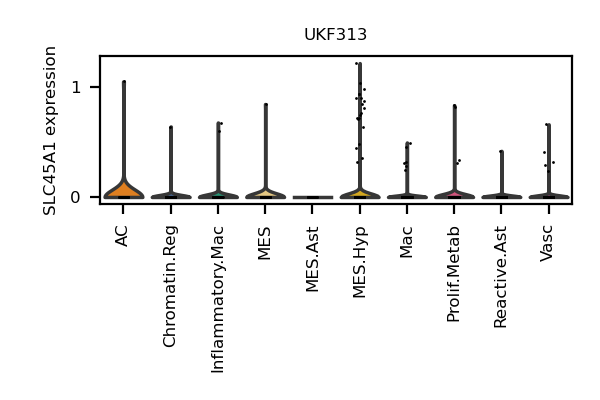 UKF313
SLC45A1 expression
1
0
AC
Chromatin.Reg
Inflammatory.Mac
MES
MES.Ast
MES.Hyp
Mac
Prolif.Metab
Reactive.Ast
Vasc